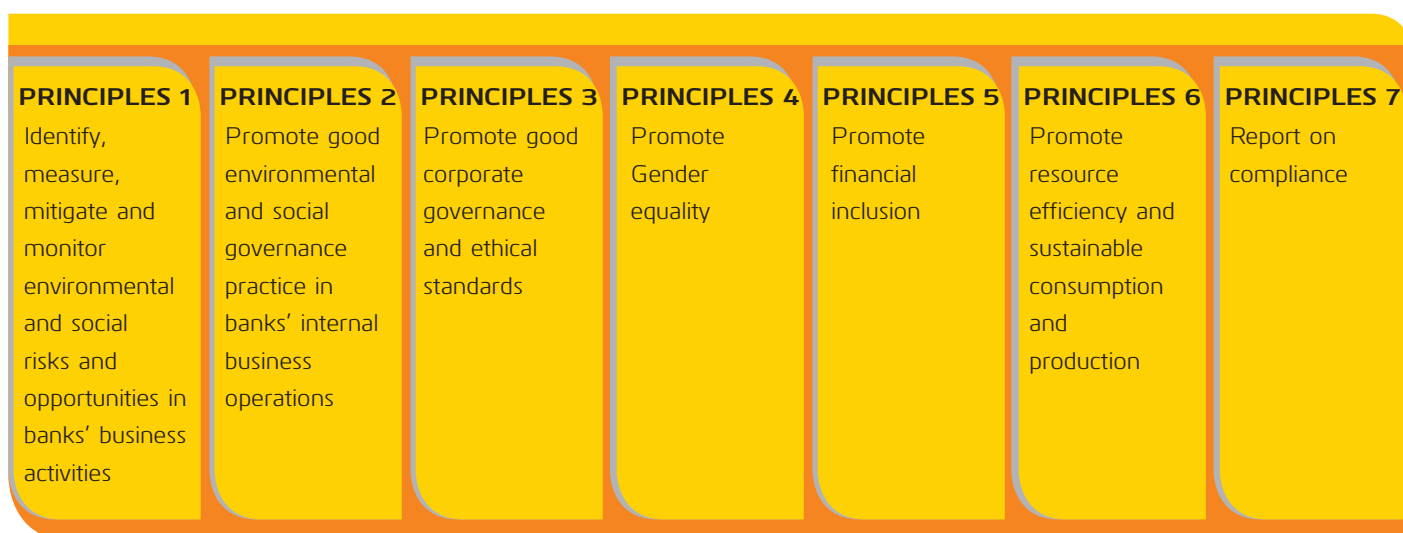 PRINCIPLES 1
Identify,
measure,
mitigate and
monitor
environmental
and social
risks and
opportunities in
banks’ business
activities
PRINCIPLES 2
Promote good
environmental
and social
governance
practice in
banks’ internal
business
operations
PRINCIPLES 3
Promote good
corporate
governance
and ethical
standards
PRINCIPLES 4
Promote
Gender
equality
PRINCIPLES 5
Promote
financial
inclusion
PRINCIPLES 6
Promote
resource
efficiency and
sustainable
consumption
and
production
PRINCIPLES 7
Report on
compliance